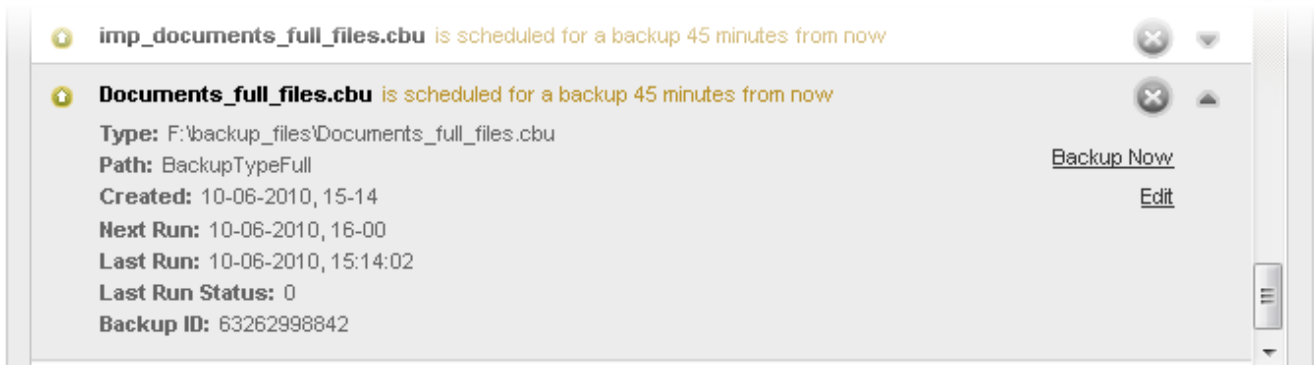 imp_documents_full_files.cbu is scheduled for a backup 45 minutes from now
Documents_full_files.cbu is scheduled for a backup 45 minutes from now
Type: F:\backup_files\Documents_full_files.cbu
Path: BackupTypeFull
Backup Now
Created: 10-06-2010, 15-14
Edit
Next Run: 10-06-2010, 16-00
Last Run: 10-06-2010, 15:14:02
Last Run Status: 0
Backup ID: 63262998842